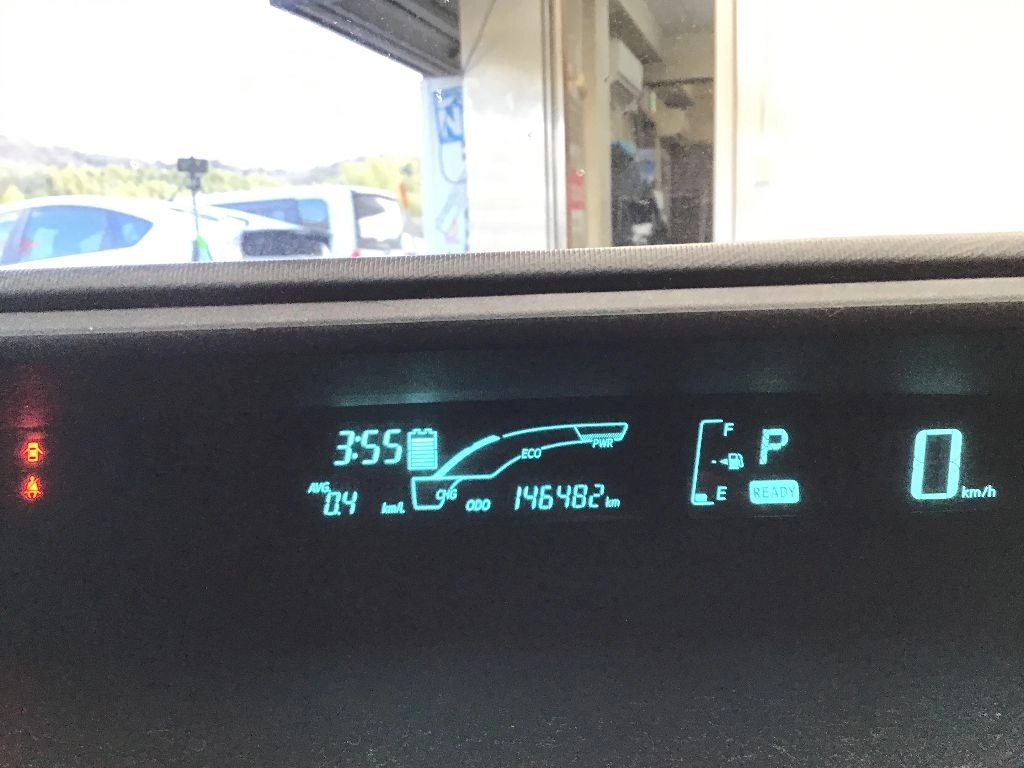 N
3:55
ECO
PWR
F
P
AVG 0.4 km/L
CHG
ODO 146482 km
E
READY
0 km/h